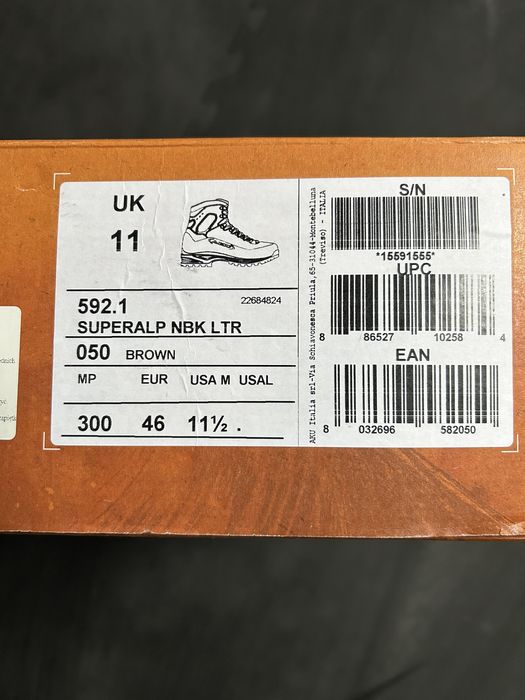 UK
11
592.1
22684824
SUPERALP NBK LTR
050 BROWN
MP EUR USA M USAL
300 46 11½ .
AKU Italia srl-Via Schiavonesca Priula,65-31044-Montebelluna
(Treviso) - ITALIA
S/N
*15591555*
UPC
8 86527 10258 4
EAN
8 032696 582050